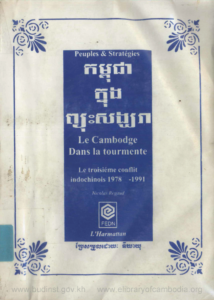 Peuples & Stratégies
កម្ពុជា
ក្នុង
ព្យុះសង្ឃរា
Le Cambodge
Dans la tourmente
Le troisième conflit
indochinois 1978 -1991
L'Harmattan